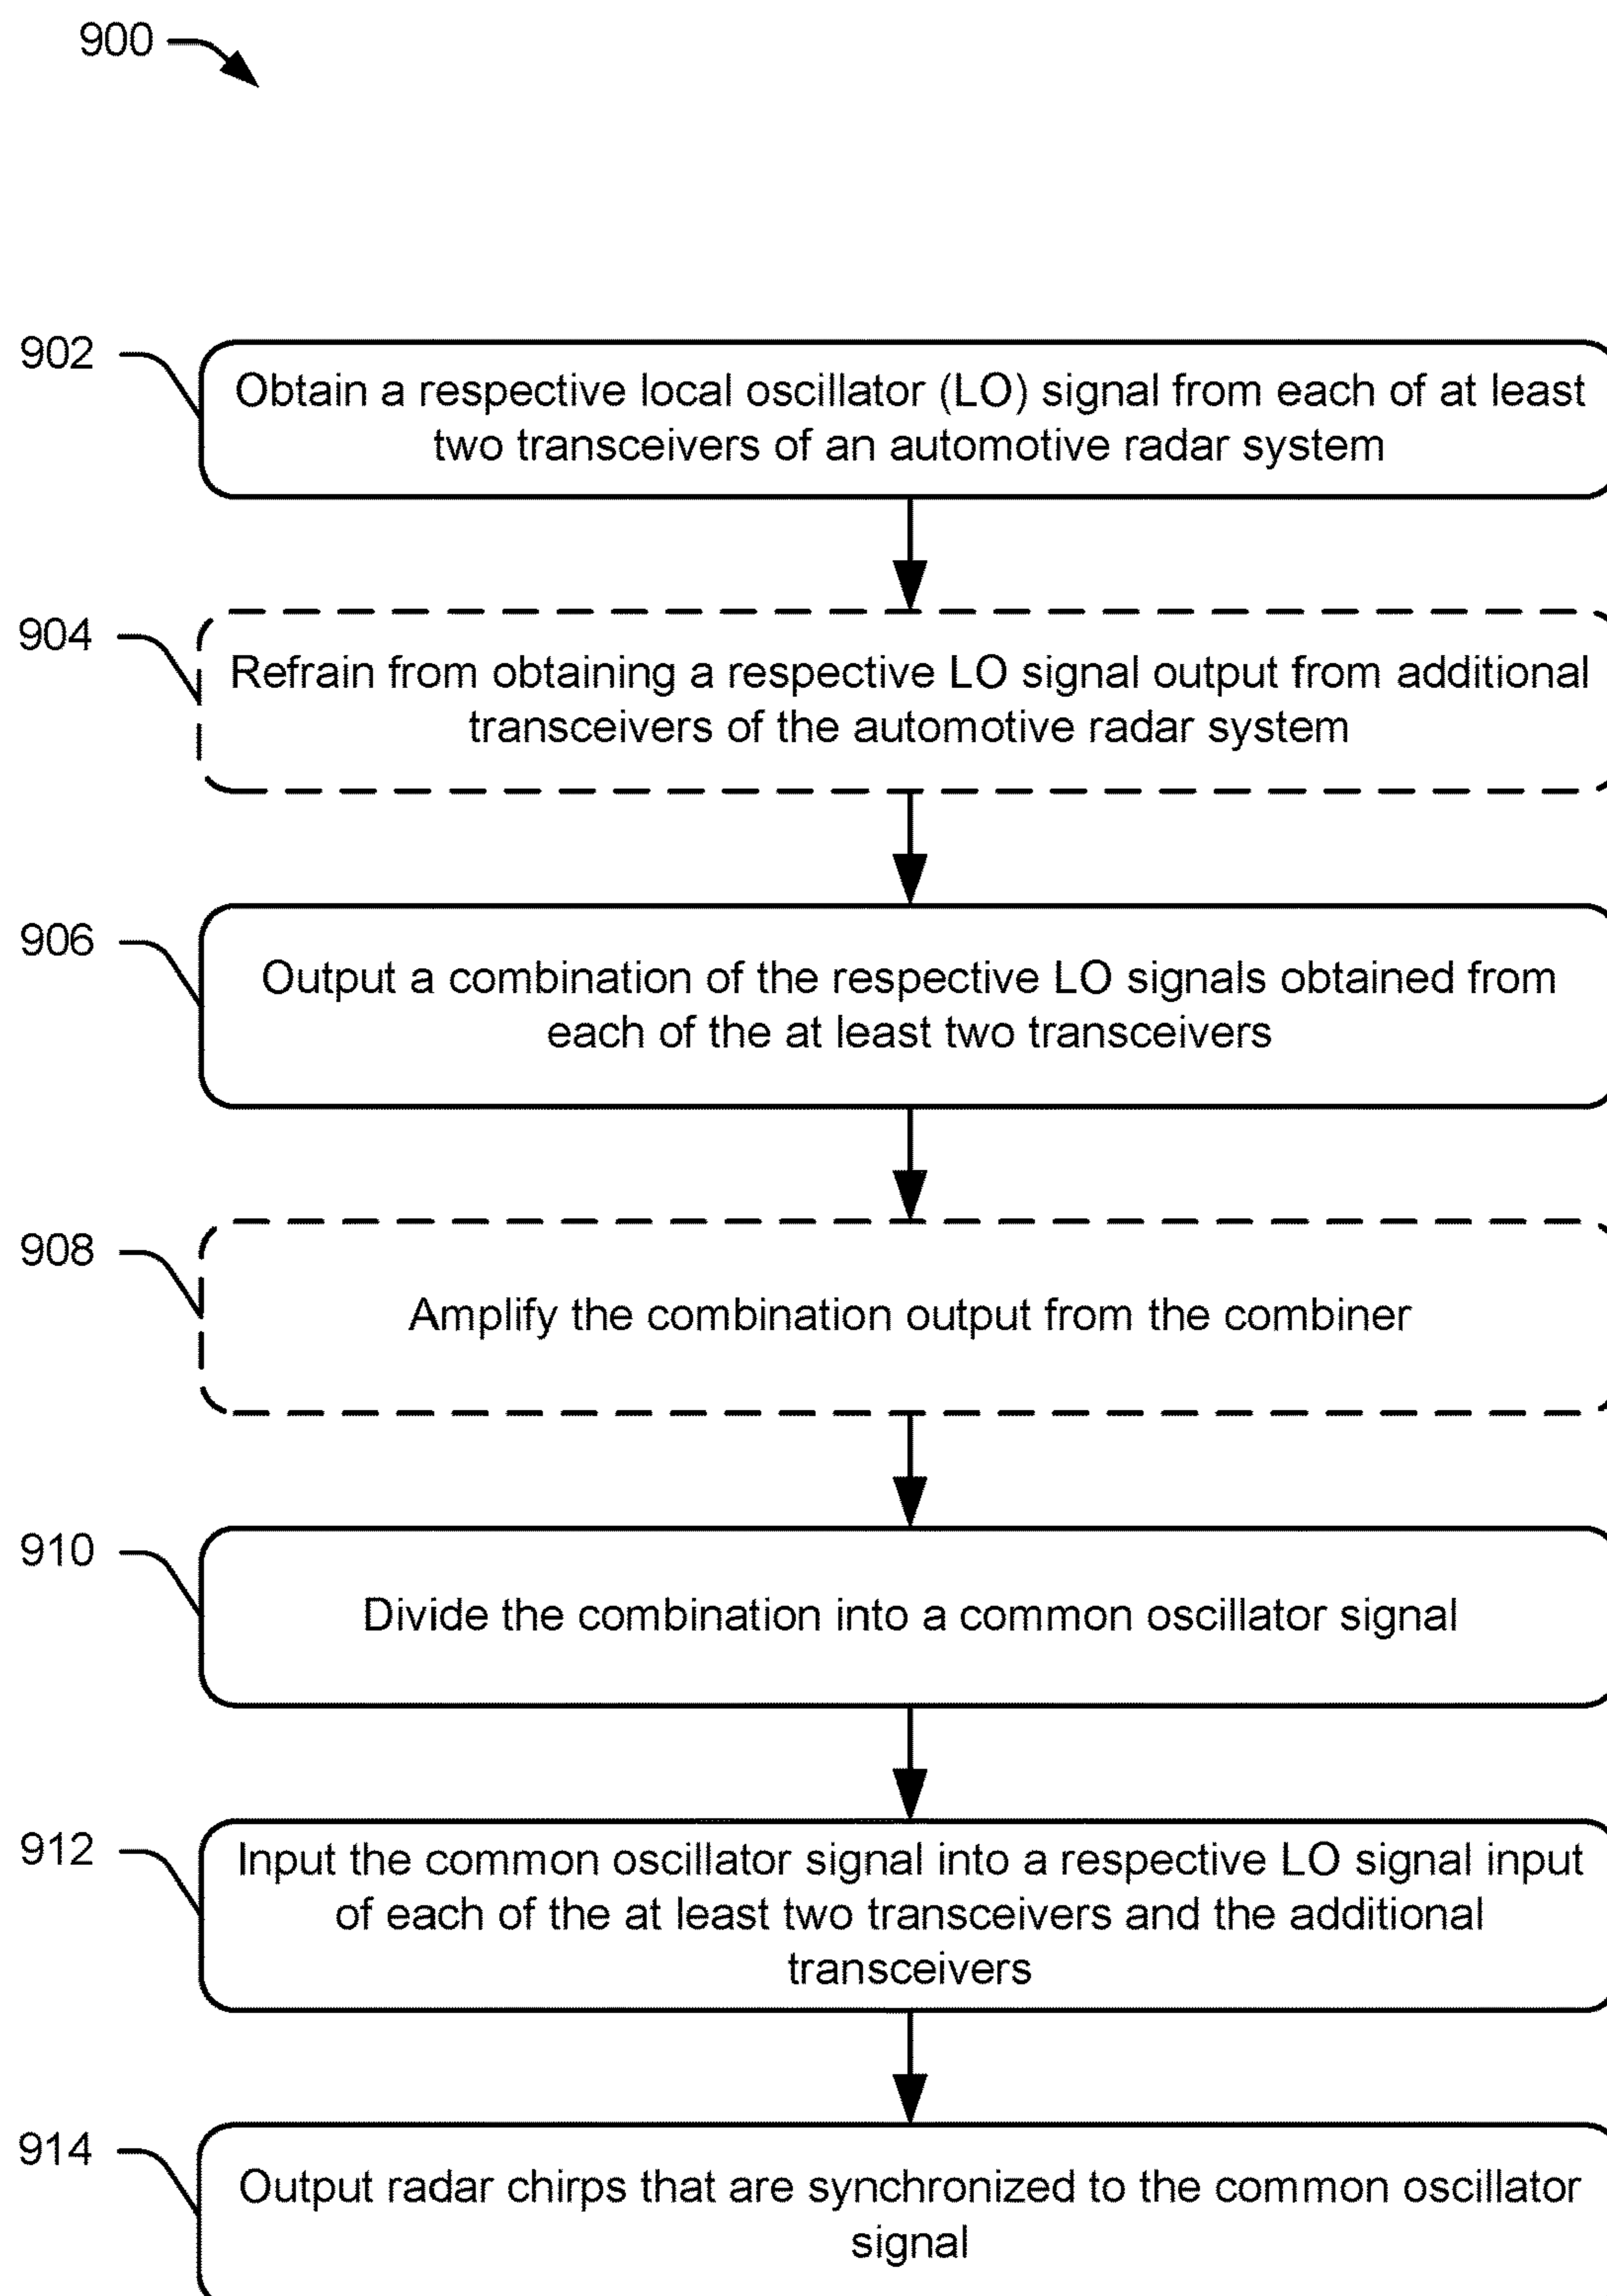 900
902
Obtain a respective local oscillator (LO) signal from each of at least
two transceivers of an automotive radar system
904
Refrain from obtaining a respective LO signal output from additional
transceivers of the automotive radar system
906
Output a combination of the respective LO signals obtained from
each of the at least two transceivers
908
Amplify the combination output from the combiner
910
Divide the combination into a common oscillator signal
912
Input the common oscillator signal into a respective LO signal input
of each of the at least two transceivers and the additional
transceivers
914
Output radar chirps that are synchronized to the common oscillator
signal